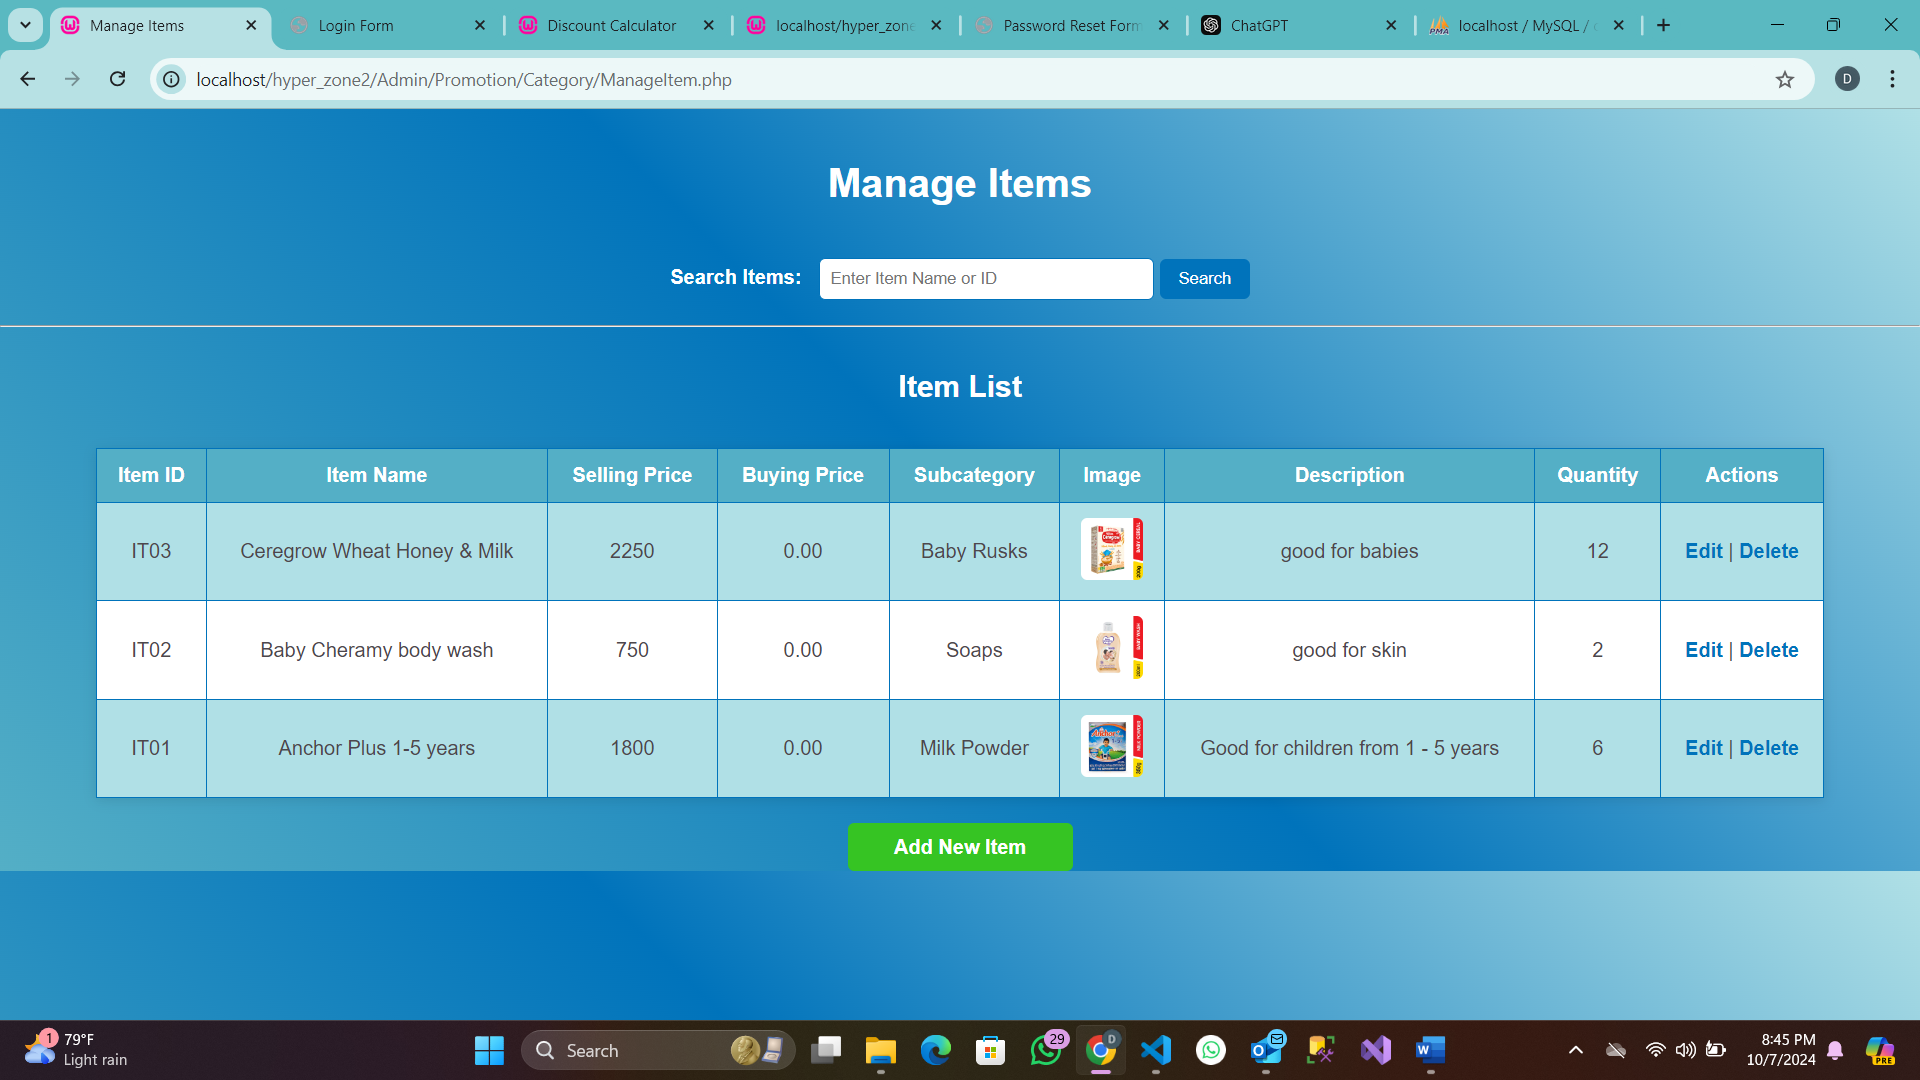 Manage Items
Login Form
Discount Calculator
localhost/hyper_zone
Password Reset Form
ChatGPT
localhost / MySQL /
localhost/hyper_zone2/Admin/Promotion/Category/ManageItem.php
D
Manage Items
Search Items: Enter Item Name or ID Search
Item List
Item ID Item Name Selling Price Buying Price Subcategory Image Description Quantity Actions
IT03 Ceregrow Wheat Honey & Milk 2250 0.00 Baby Rusks good for babies 12 Edit | Delete
IT02 Baby Cheramy body wash 750 0.00 Soaps good for skin 2 Edit | Delete
IT01 Anchor Plus 1-5 years 1800 0.00 Milk Powder Good for children from 1 - 5 years 6 Edit | Delete
Add New Item
1
79°F
Light rain
Search
29
D
8:45 PM
10/7/2024
PRE